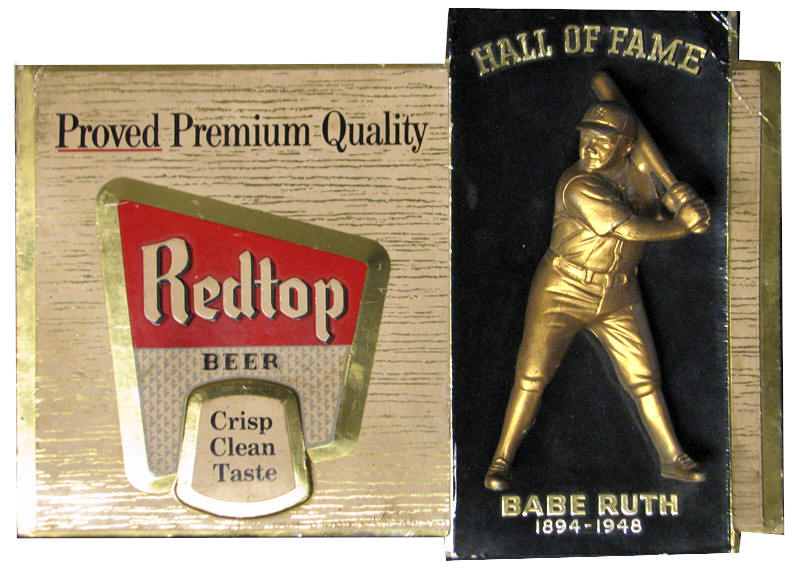 Proved Premium Quality
Redtop
BEER
Crisp
Clean
Taste
HALL OF FAME
BABE RUTH
1894-1948